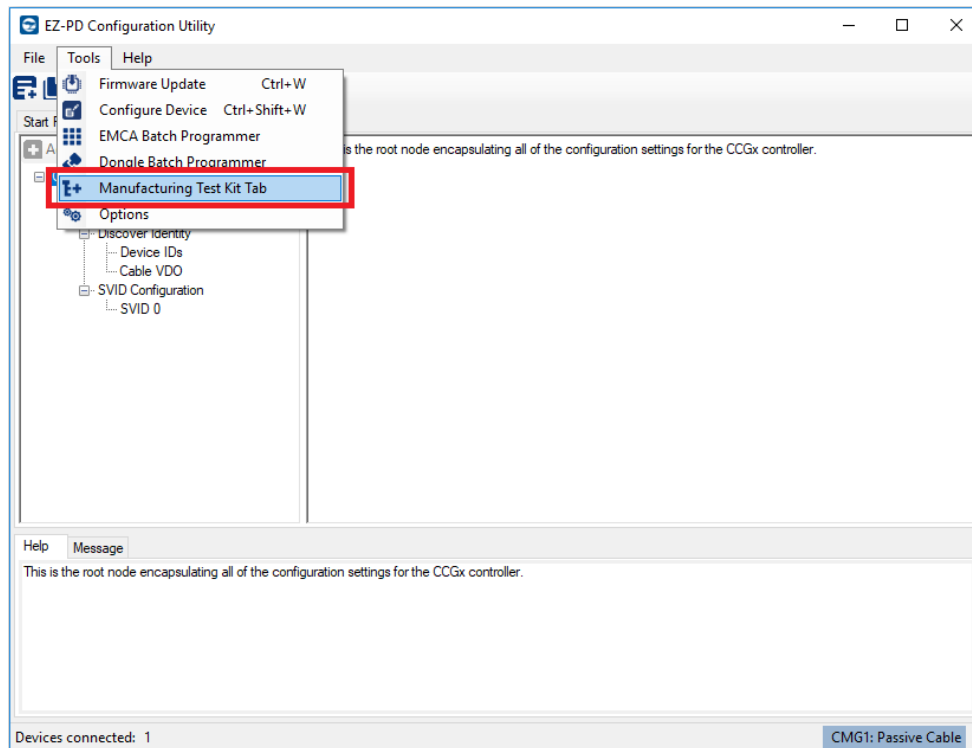 EZ-PD Configuration Utility
File Tools Help
Firmware Update Ctrl+W
Configure Device Ctrl+Shift+W
EMCA Batch Programmer
Dongle Batch Programmer
Manufacturing Test Kit Tab
Options
Start
is the root node encapsulating all of the configuration settings for the CCGx controller.
Discover Identity
Device IDs
Cable VDO
SVID Configuration
SVID 0
Help Message
This is the root node encapsulating all of the configuration settings for the CCGx controller.
Devices connected: 1
CMG1: Passive Cable